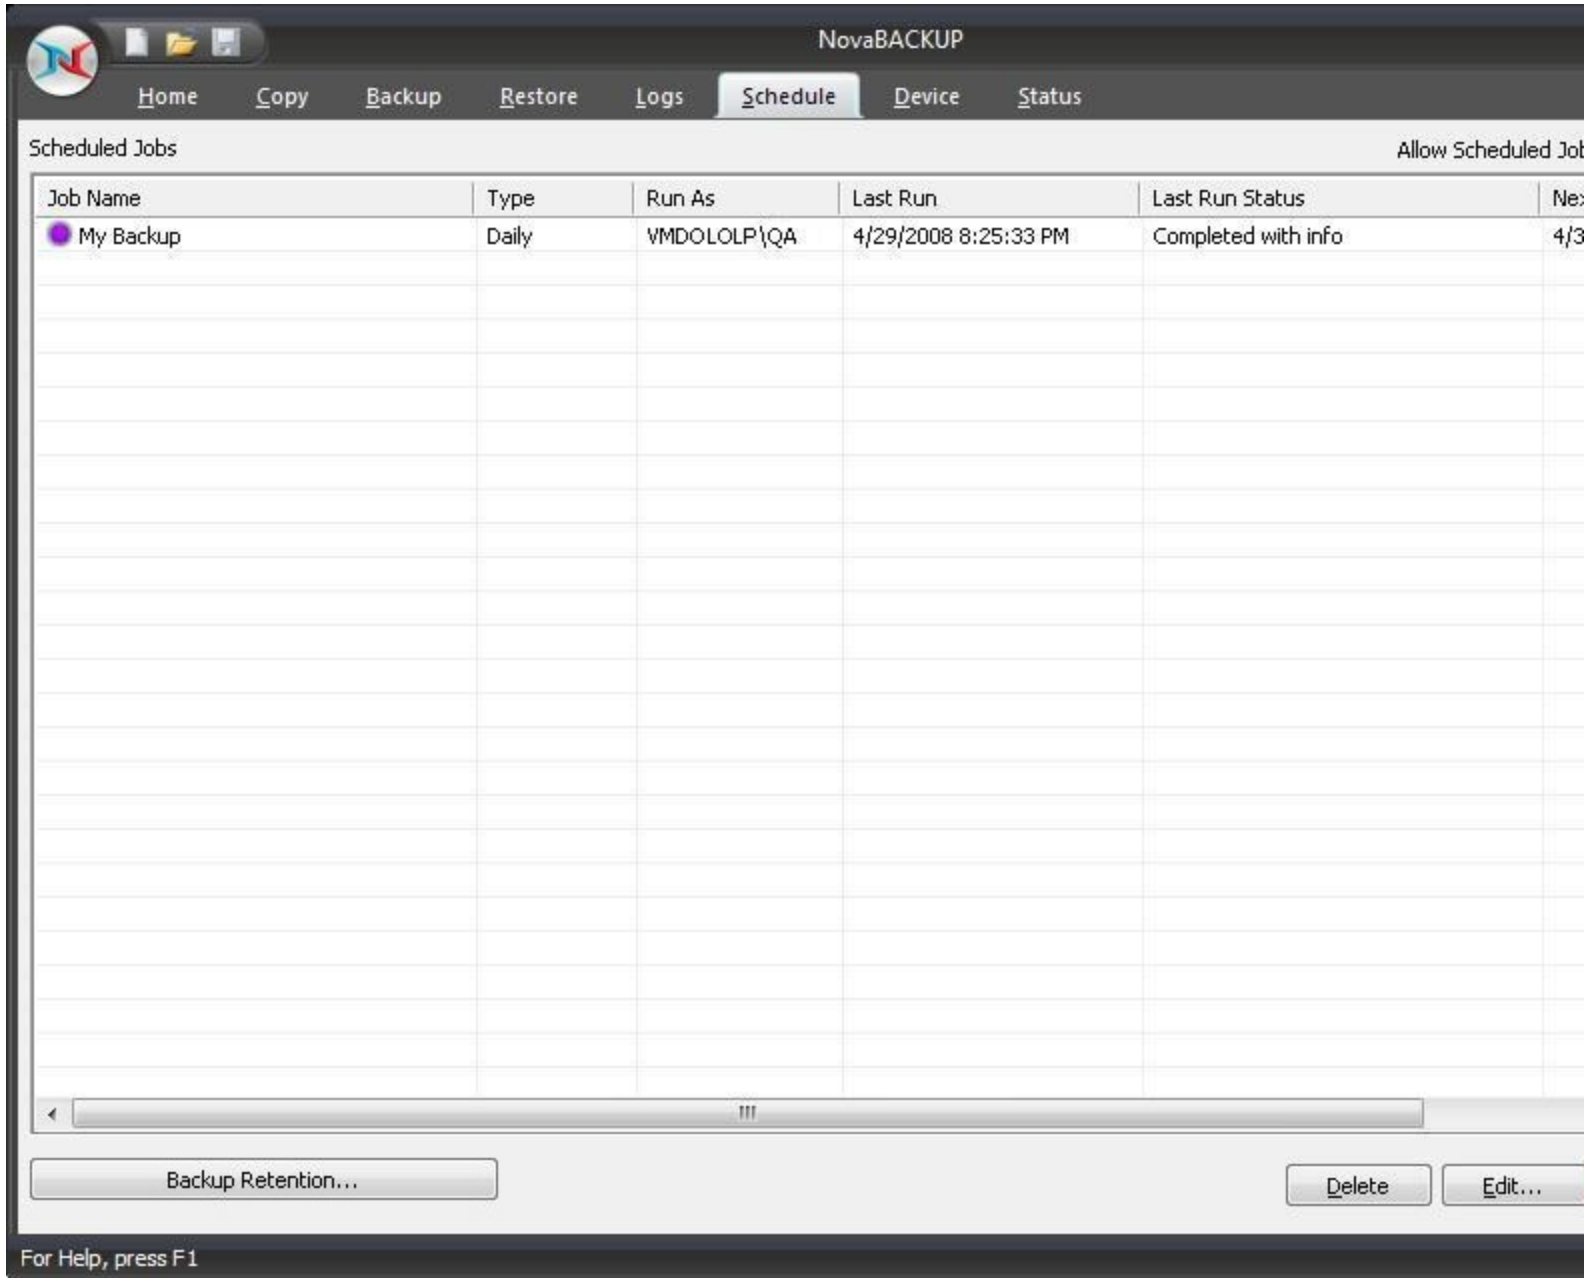 NovaBACKUP
Home Copy Backup Restore Logs Schedule Device Status
Scheduled Jobs
Allow Scheduled
Job Name Type Run As Last Run Last Run Status
My Backup Daily VMDOLOLP\QA 4/29/2008 8:25:33 PM Completed with info
Backup Retention...
Delete Edit...
For Help, press F1